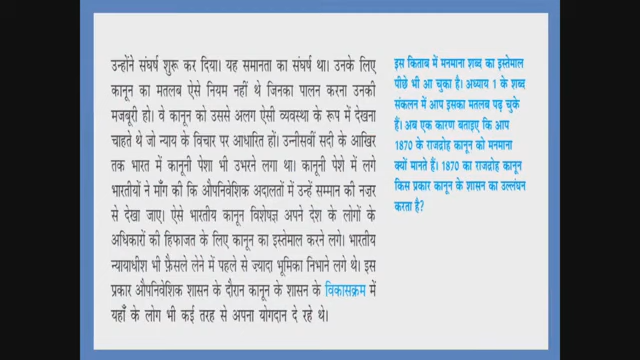 उन्होंने संघर्ष शुरू कर दिया। यह समानता का संघर्ष था। उनके लिए
कानून का मतलब ऐसे नियम नहीं थे जिनका पालन करना उनकी
मजबूरी हो। वे कानून को उससे अलग ऐसी व्यवस्था के रूप में देखना
चाहते थे जो न्याय के विचार पर आधारित हों। उन्नीसवीं सदी के आखिर
तक भारत में कानूनी पेशा भी उभरने लगा था। कानूनी पेशे में लगे
भारतीयों ने माँग की कि औपनिवेशिक अदालतों में उन्हें सम्मान की नज़र
से देखा जाए। ऐसे भारतीय कानून विशेषज्ञ अपने देश के लोगों के
अधिकारों की हिफाजत के लिए कानून का इस्तेमाल करने लगे। भारतीय
न्यायाधीश भी फ़ैसले लेने में पहले से ज़्यादा भूमिका निभाने लगे थे। इस
प्रकार औपनिवेशिक शासन के दौरान कानून के शासन के विकासक्रम में
यहाँ के लोग भी कई तरह से अपना योगदान दे रहे थे।
इस किताब में मनमाना शब्द का इस्तेमाल
पीछे भी आ चुका है। अध्याय 1 के शब्द
संकलन में आप इसका मतलब पढ़ चुके
हैं। अब एक कारण बताइए कि आप
1870 के राजद्रोह कानून को मनमाना
क्यों मानते हैं। 1870 का राजद्रोह कानून
किस प्रकार कानून के शासन का उल्लंघन
करता है?